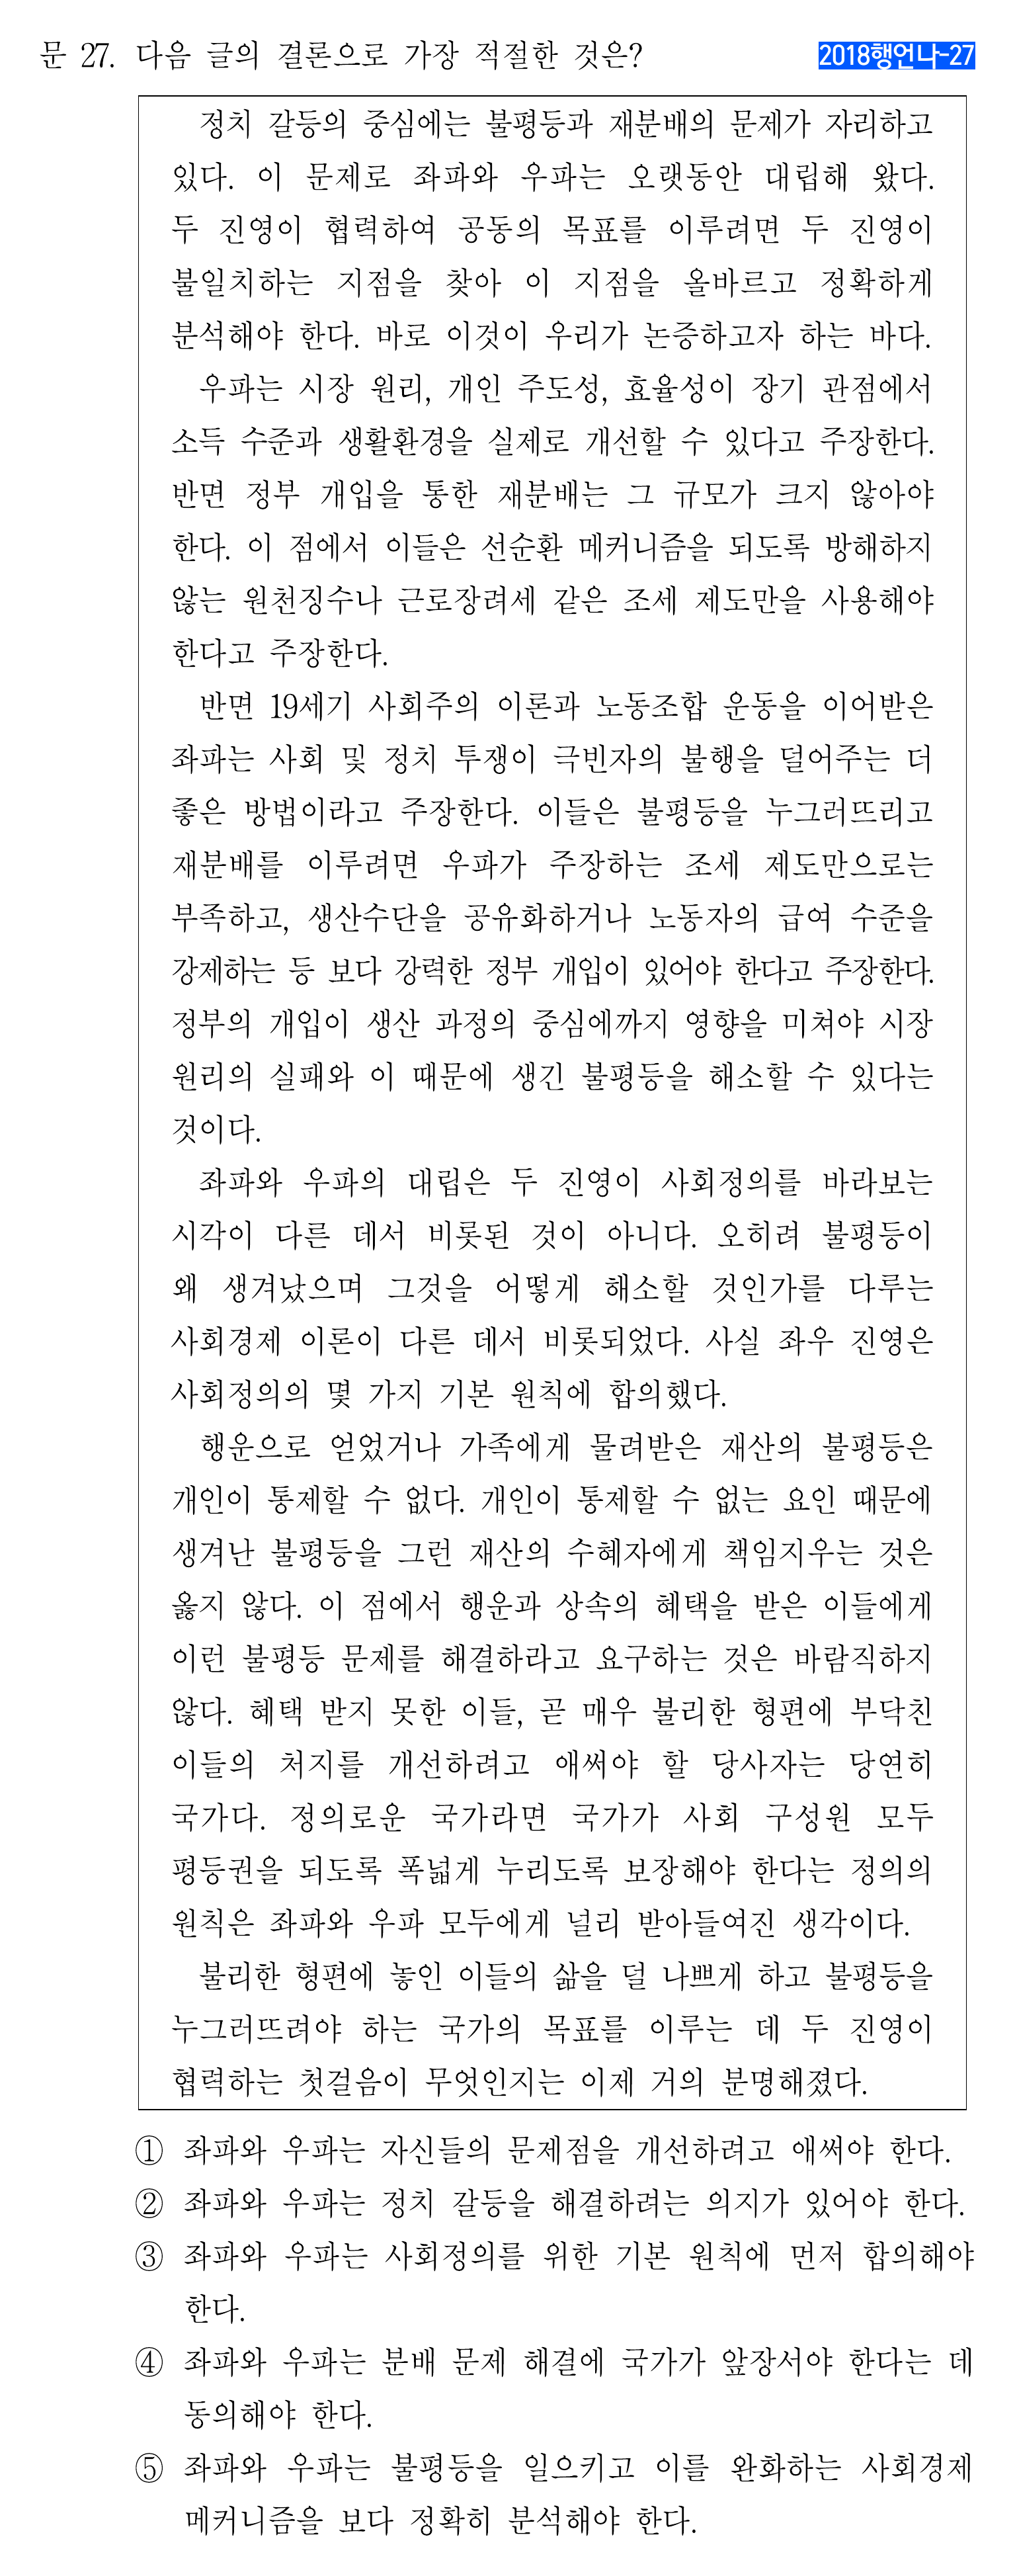 문 27. 다음 글의 결론으로 가장 적절한 것은?
2018행언나-27
정치 갈등의 중심에는 불평등과 재분배의 문제가 자리하고
있다. 이 문제로 좌파와 우파는 오랫동안 대립해 왔다.
두 진영이 협력하여 공동의 목표를 이루려면 두 진영이
불일치하는 지점을 찾아 이 지점을 올바르고 정확하게
분석해야 한다. 바로 이것이 우리가 논증하고자 하는 바다.
우파는 시장 원리, 개인 주도성, 효율성이 장기 관점에서
소득 수준과 생활환경을 실제로 개선할 수 있다고 주장한다.
반면 정부 개입을 통한 재분배는 그 규모가 크지 않아야
한다. 이 점에서 이들은 선순환 메커니즘을 되도록 방해하지
않는 원천징수나 근로장려세 같은 조세 제도만을 사용해야
한다고 주장한다.
반면 19세기 사회주의 이론과 노동조합 운동을 이어받은
좌파는 사회 및 정치 투쟁이 극빈자의 불행을 덜어주는 더
좋은 방법이라고 주장한다. 이들은 불평등을 누그러뜨리고
재분배를 이루려면 우파가 주장하는 조세 제도만으로는
부족하고, 생산수단을 공유화하거나 노동자의 급여 수준을
강제하는 등 보다 강력한 정부 개입이 있어야 한다고 주장한다.
정부의 개입이 생산 과정의 중심에까지 영향을 미쳐야 시장
원리의 실패와 이 때문에 생긴 불평등을 해소할 수 있다는
것이다.
좌파와 우파의 대립은 두 진영이 사회정의를 바라보는
시각이 다른 데서 비롯된 것이 아니다. 오히려 불평등이
왜 생겨났으며 그것을 어떻게 해소할 것인가를 다루는
사회경제 이론이 다른 데서 비롯되었다. 사실 좌우 진영은
사회정의의 몇 가지 기본 원칙에 합의했다.
행운으로 얻었거나 가족에게 물려받은 재산의 불평등은
개인이 통제할 수 없다. 개인이 통제할 수 없는 요인 때문에
생겨난 불평등을 그런 재산의 수혜자에게 책임지우는 것은
옳지 않다. 이 점에서 행운과 상속의 혜택을 받은 이들에게
이런 불평등 문제를 해결하라고 요구하는 것은 바람직하지
않다. 혜택 받지 못한 이들, 곧 매우 불리한 형편에 부닥친
이들의 처지를 개선하려고 애써야 할 당사자는 당연히
국가다. 정의로운 국가라면 국가가 사회 구성원 모두
평등권을 되도록 폭넓게 누리도록 보장해야 한다는 정의의
원칙은 좌파와 우파 모두에게 널리 받아들여진 생각이다.
불리한 형편에 놓인 이들의 삶을 덜 나쁘게 하고 불평등을
누그러뜨려야 하는 국가의 목표를 이루는 데 두 진영이
협력하는 첫걸음이 무엇인지는 이제 거의 분명해졌다.
① 좌파와 우파는 자신들의 문제점을 개선하려고 애써야 한다.
② 좌파와 우파는 정치 갈등을 해결하려는 의지가 있어야 한다.
③ 좌파와 우파는 사회정의를 위한 기본 원칙에 먼저 합의해야
한다.
④ 좌파와 우파는 분배 문제 해결에 국가가 앞장서야 한다는 데
동의해야 한다.
⑤ 좌파와 우파는 불평등을 일으키고 이를 완화하는 사회경제
메커니즘을 보다 정확히 분석해야 한다.